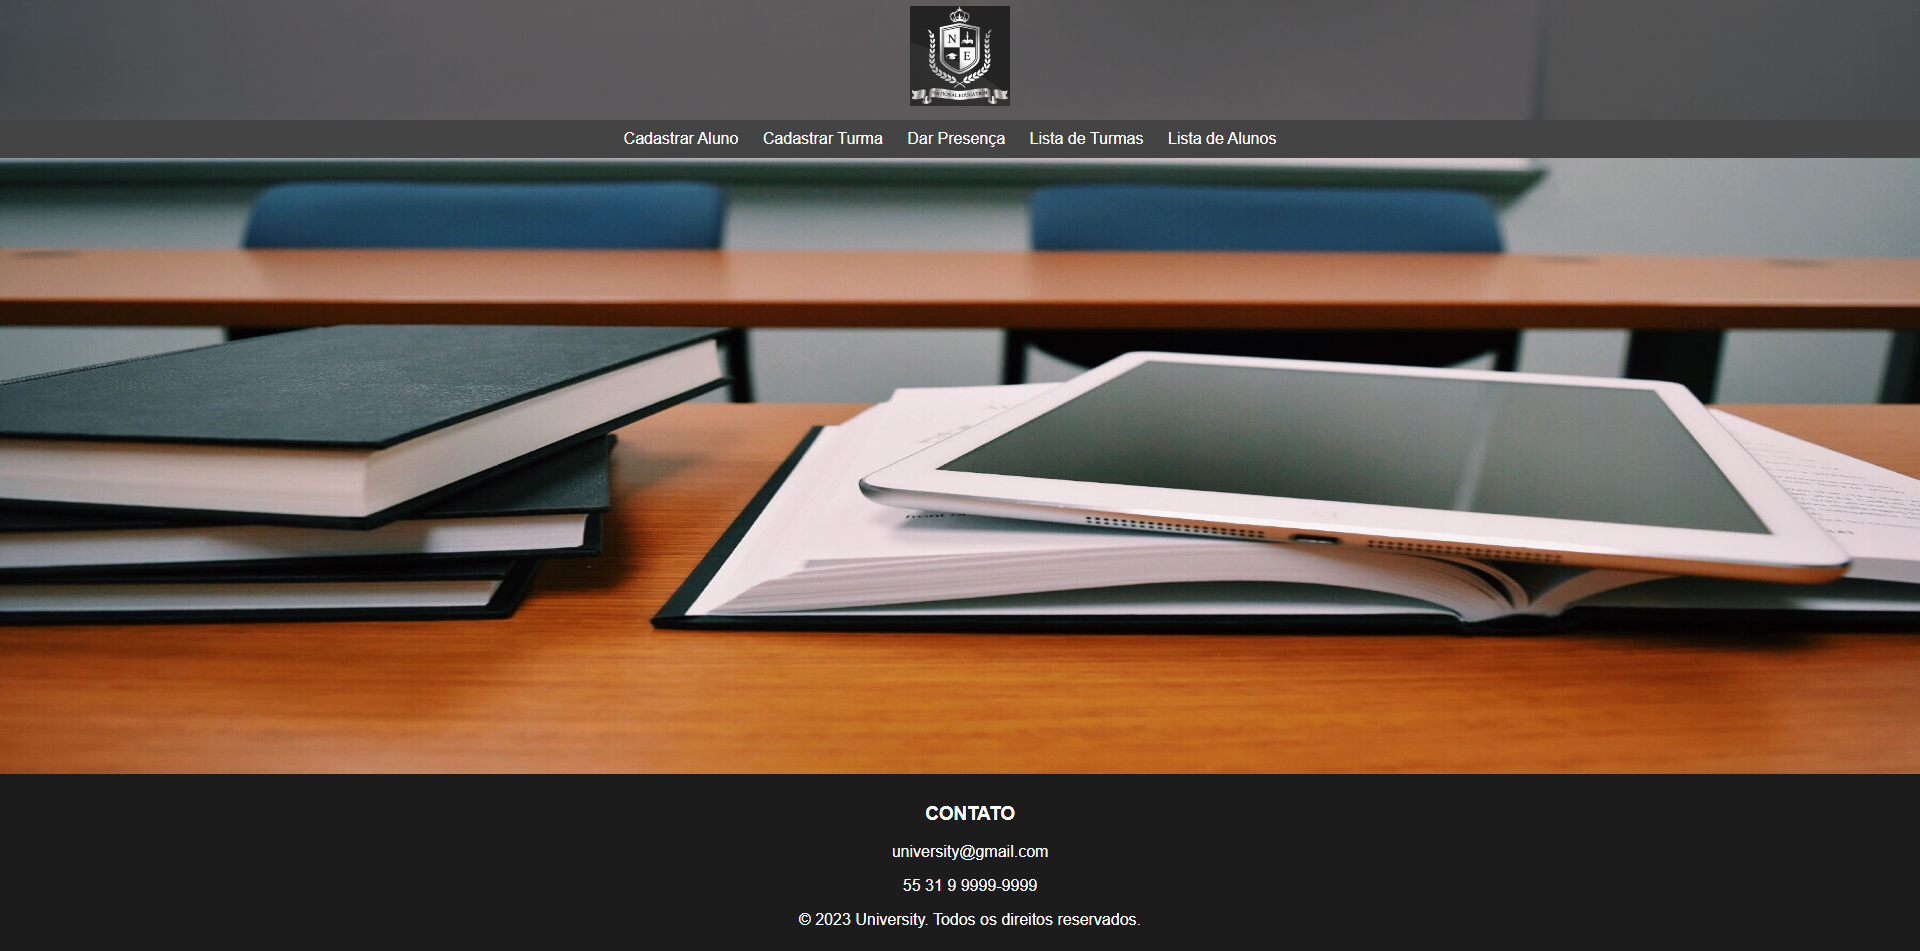 N
E
NATIONAL EDUCATION
Cadastrar Aluno Cadastrar Turma Dar Presença Lista de Turmas Lista de Alunos
CONTATO
university@gmail.com
55 31 9 9999-9999
© 2023 University. Todos os direitos reservados.